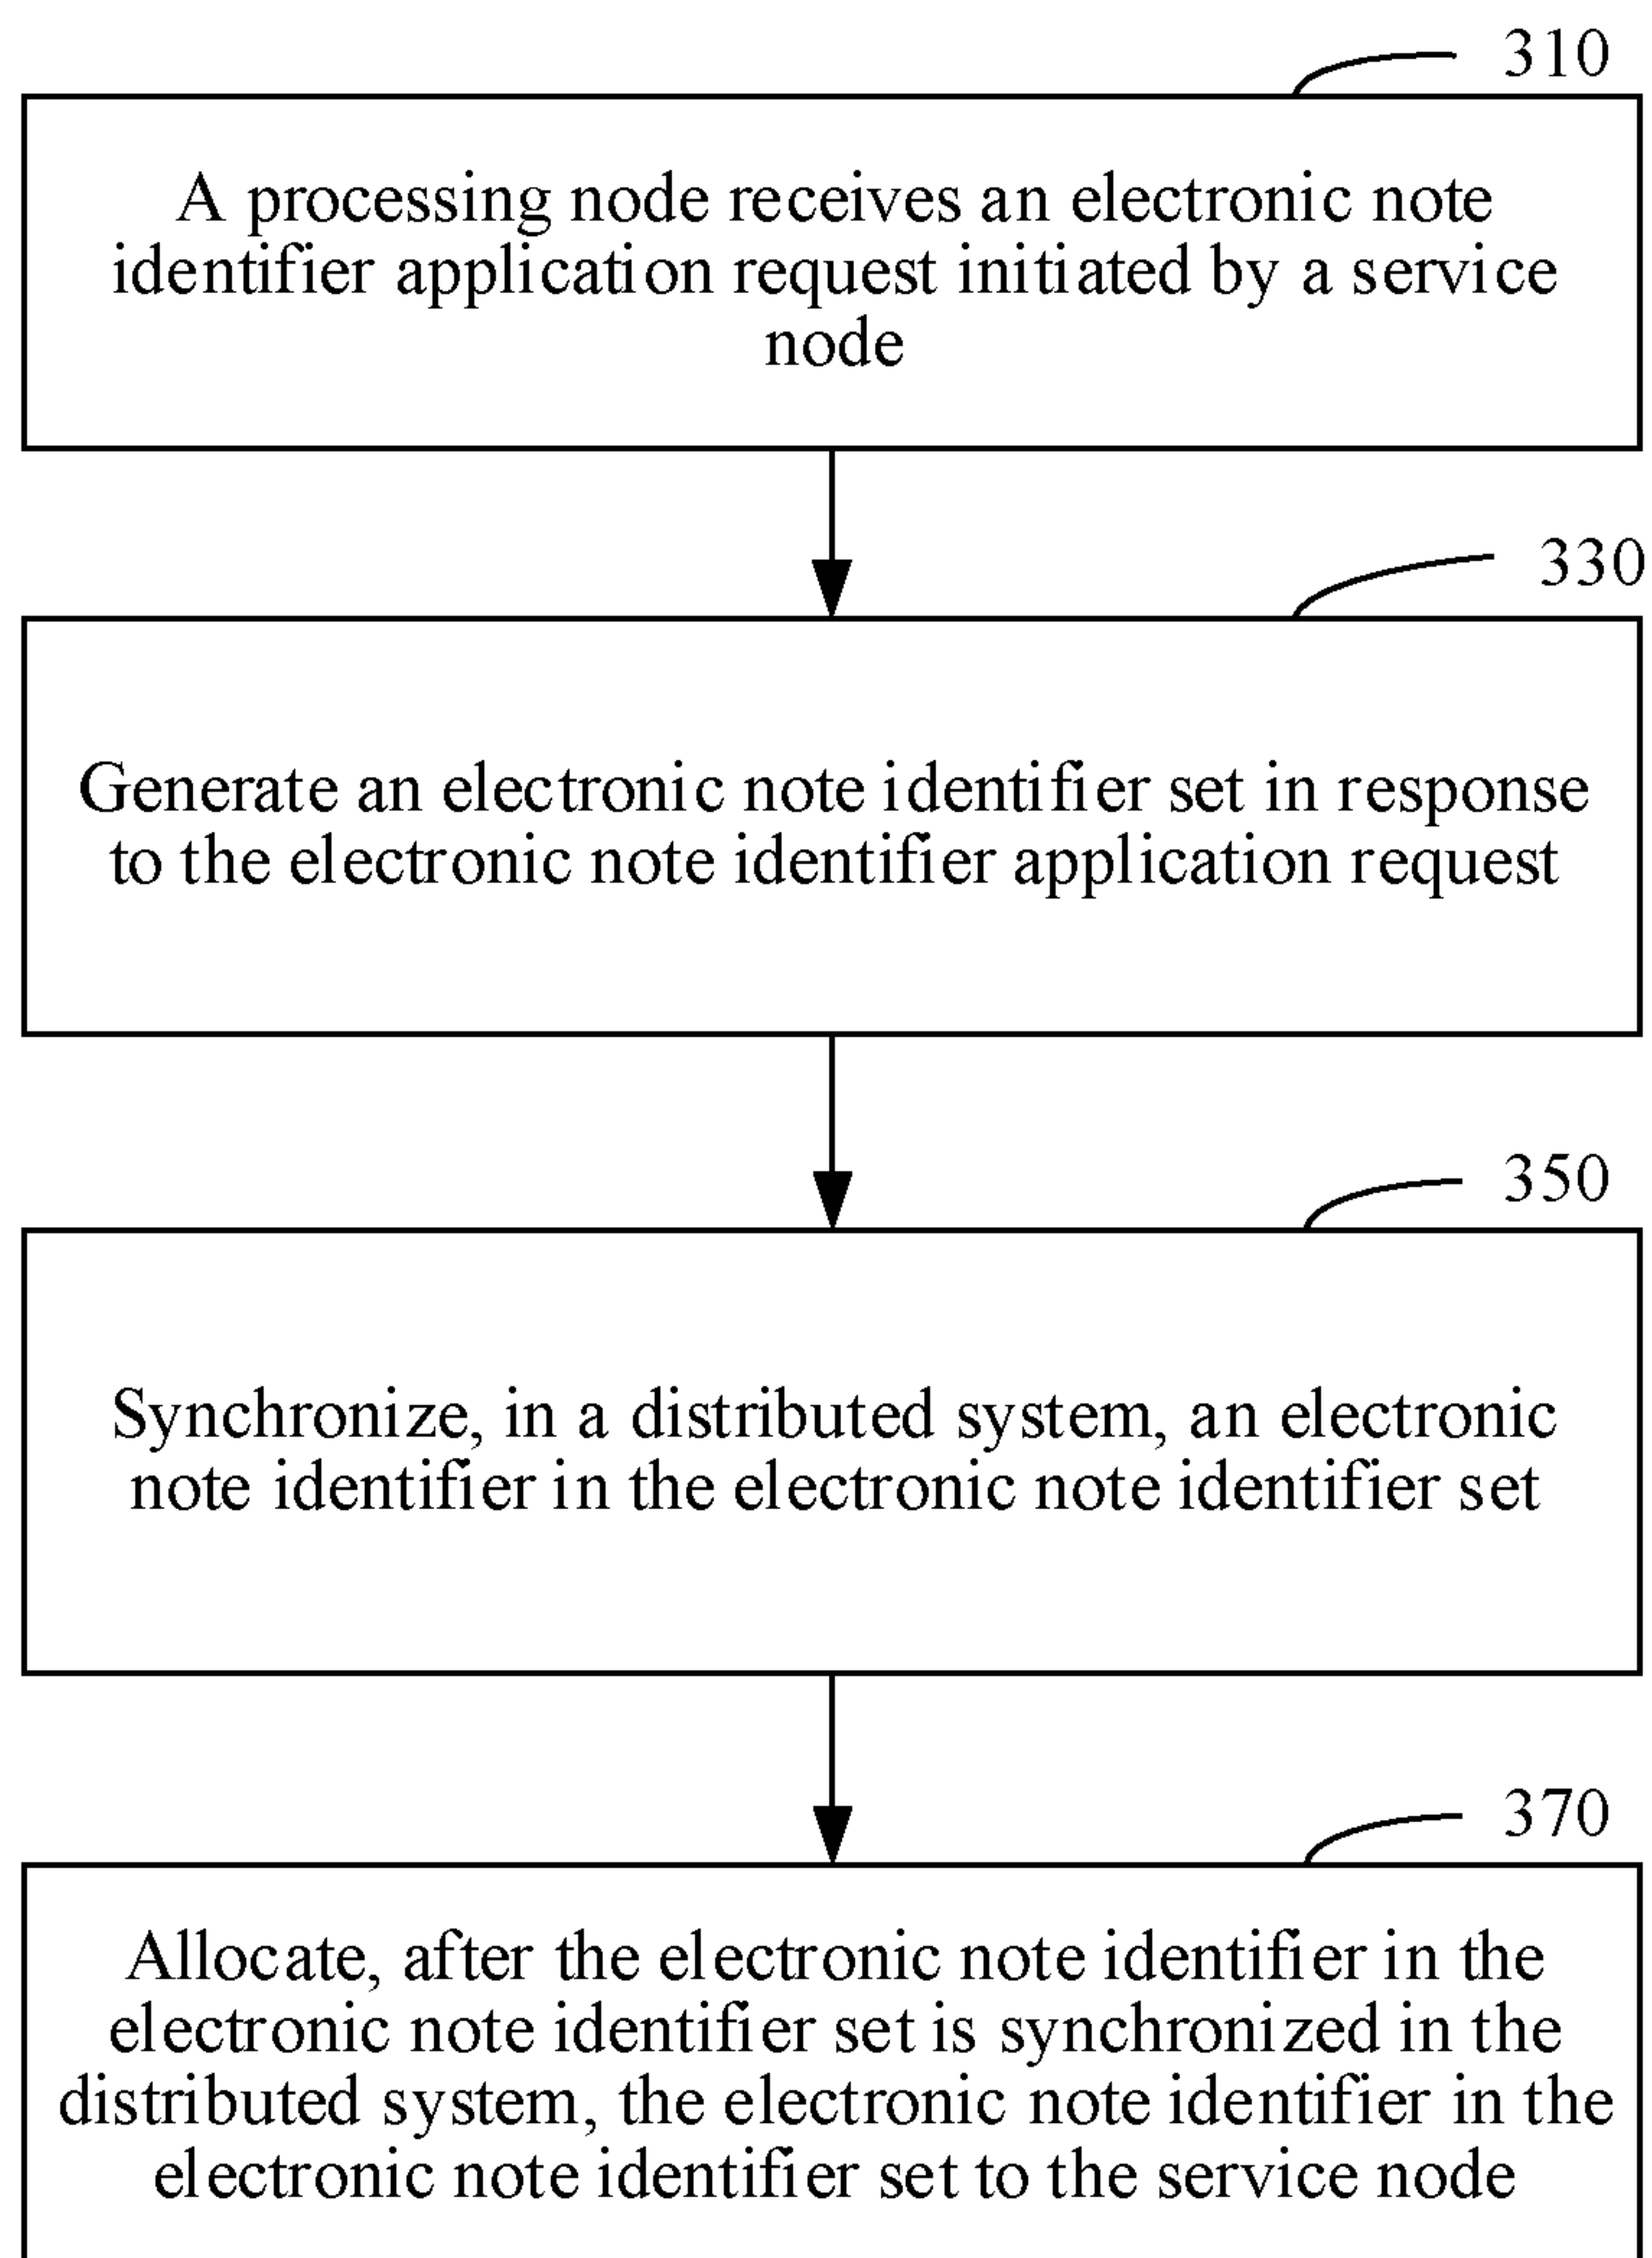 310
A processing node receives an electronic note
identifier application request initiated by a service
node
330
Generate an electronic note identifier set in response
to the electronic note identifier application request
350
Synchronize, in a distributed system, an electronic
note identifier in the electronic note identifier set
370
Allocate, after the electronic note identifier in the
electronic note identifier set is synchronized in the
distributed system, the electronic note identifier in the
electronic note identifier set to the service node